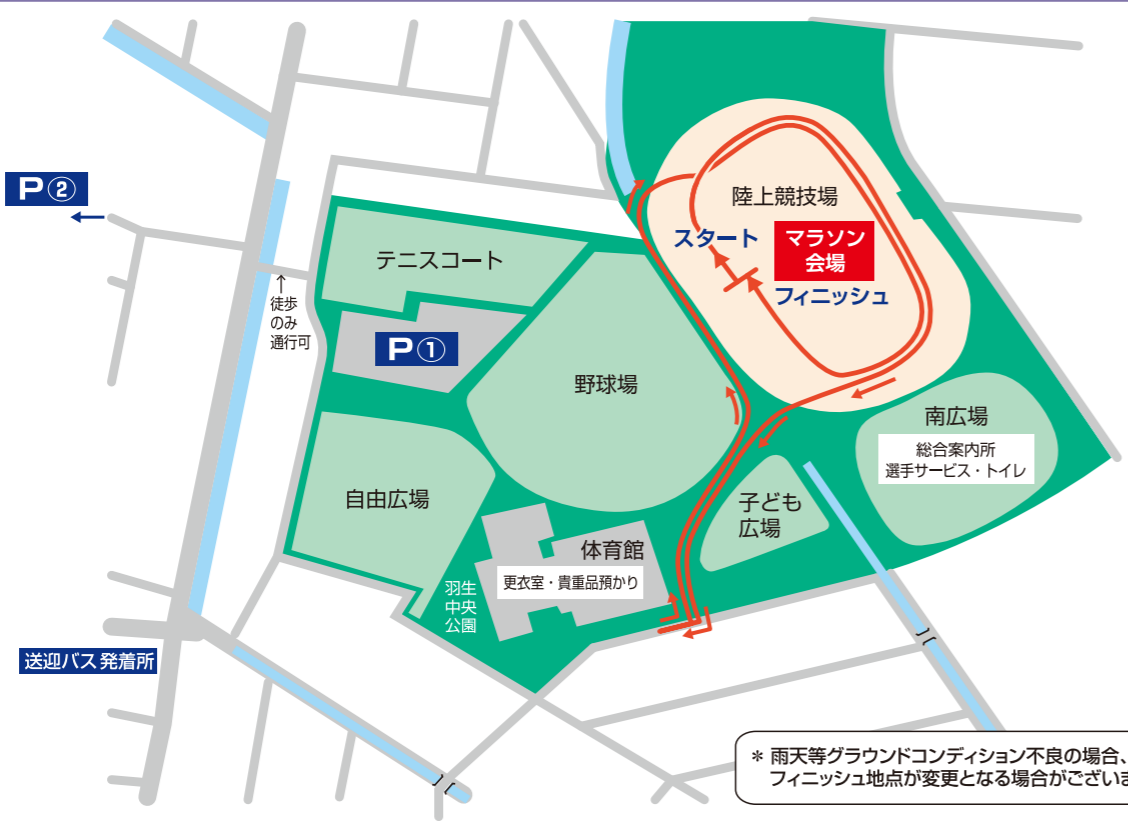 P②
陸上競技場
スタート
マラソン
会場
フィニッシュ
テニスコート
↑
徒歩
のみ
通行可
P①
野球場
南広場
総合案内所
選手サービス・トイレ
自由広場
子ども
広場
体育館
更衣室・貴重品預かり
羽生
中央
公園
送迎バス発着所
* 雨天等グラウンドコンディション不良の場合、
フィニッシュ地点が変更となる場合がございま